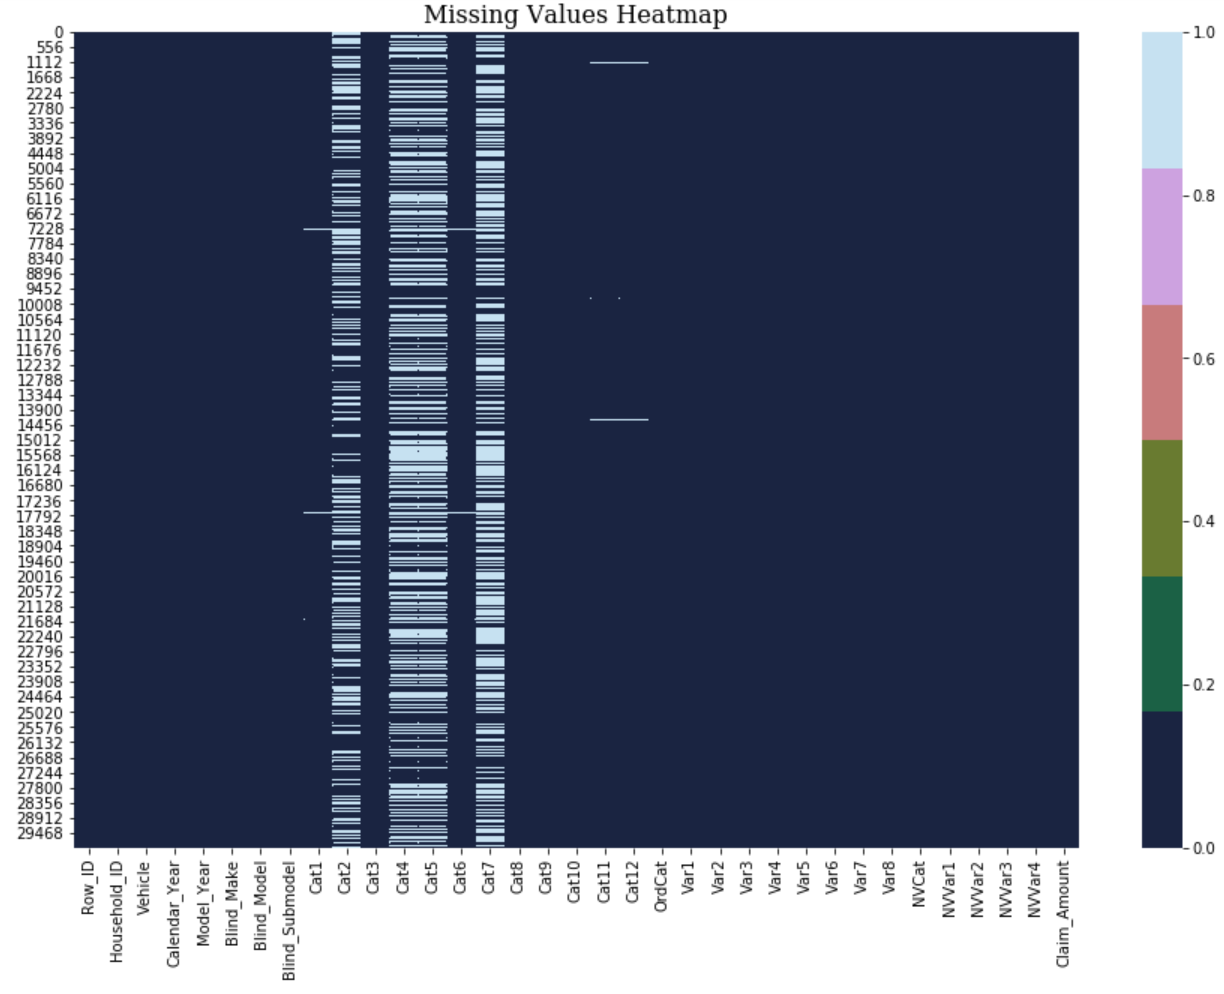 Missing Values Heatmap
0
556
1112
1668
2224
2780
3336
3892
4448
5004
5560
6116
6672
7228
7784
8340
8896
9452
10008
10564
11120
11676
12232
12788
13344
13900
14456
15012
15568
16124
16680
17236
17792
18348
18904
19460
20016
20572
21128
21684
22240
22796
23352
23908
24464
25020
25576
26132
26688
27244
27800
28356
28912
29468
1.0
0.8
0.6
0.4
0.2
0.0
Row_ID
Household_ID
Vehicle
Calendar_Year
Model_Year
Blind_Make
Blind_Model
Blind_Submodel
Cat1
Cat2
Cat3
Cat4
Cat5
Cat6
Cat7
Cat8
Cat9
Cat10
Cat11
Cat12
OrdCat
Var1
Var2
Var3
Var4
Var5
Var6
Var7
Var8
NVCat
NVVar1
NVVar2
NVVar3
NVVar4
Claim_Amount